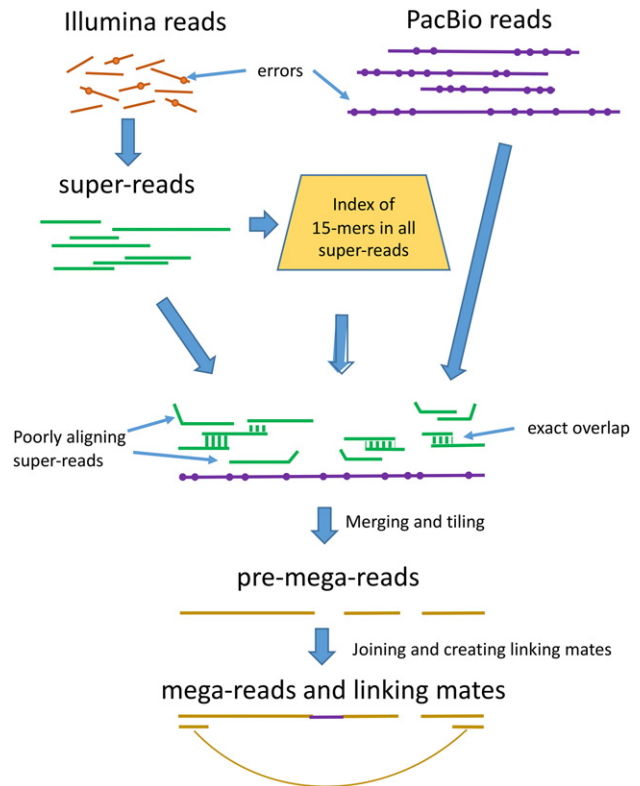 Illumina reads
PacBio reads
errors
super-reads
Index of
15-mers in all
super-reads
Poorly aligning
super-reads
exact overlap
Merging and tiling
pre-mega-reads
Joining and creating linking mates
mega-reads and linking mates